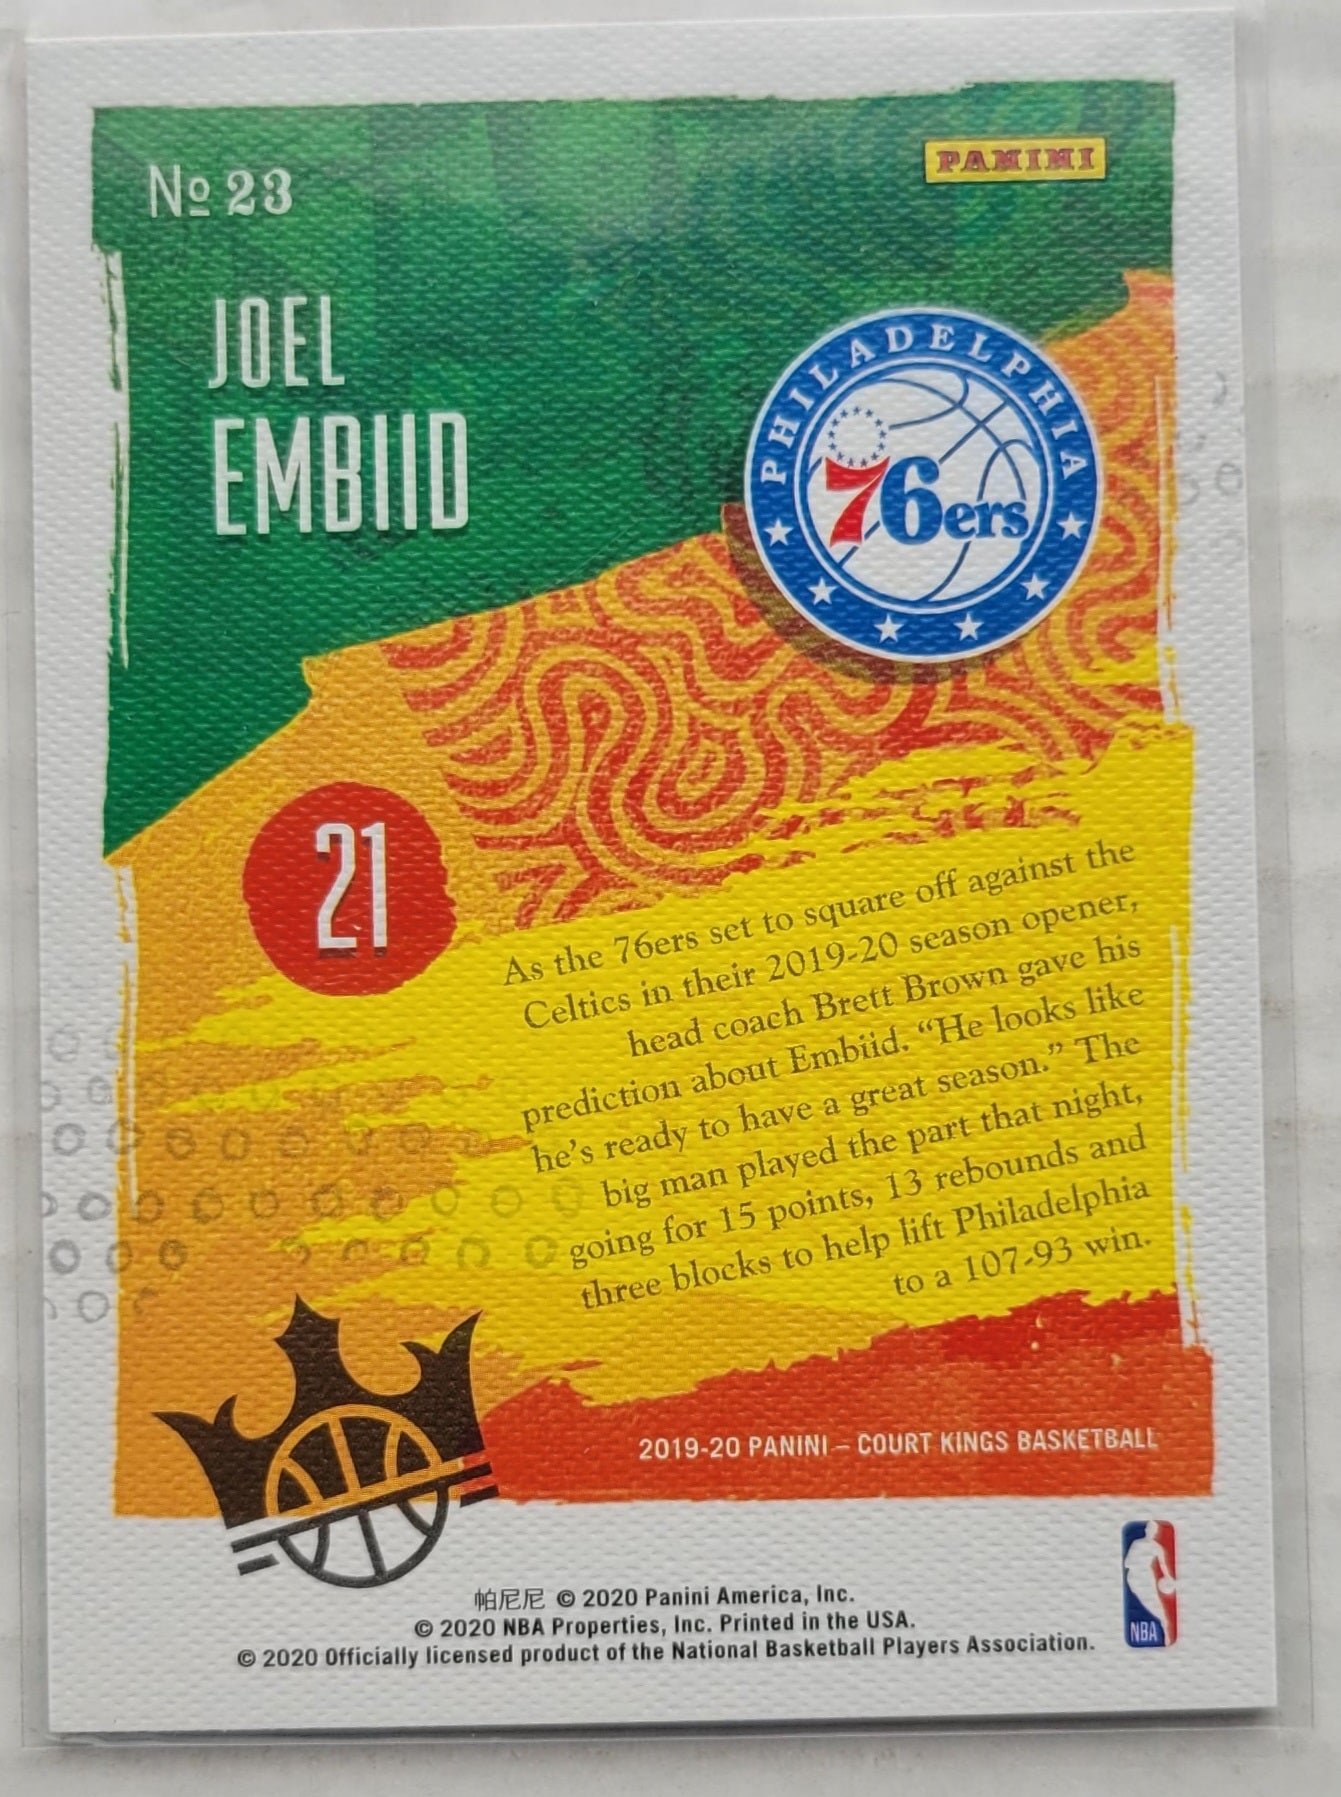 № 23
PANINI
JOEL
EMBIID
PHILADELPHIA
76ers
21
As the 76ers set to square off against the
Celtics in their 2019-20 season opener,
head coach Brett Brown gave his
prediction about Embiid. “He looks like
he’s ready to have a great season.” The
big man played the part that night,
going for 15 points, 13 rebounds and
three blocks to help lift Philadelphia
to a 107-93 win.
2019-20 PANINI – COURT KINGS BASKETBALL
帕尼尼 © 2020 Panini America, Inc.
© 2020 NBA Properties, Inc. Printed in the USA.
© 2020 Officially licensed product of the National Basketball Players Association.
NBA